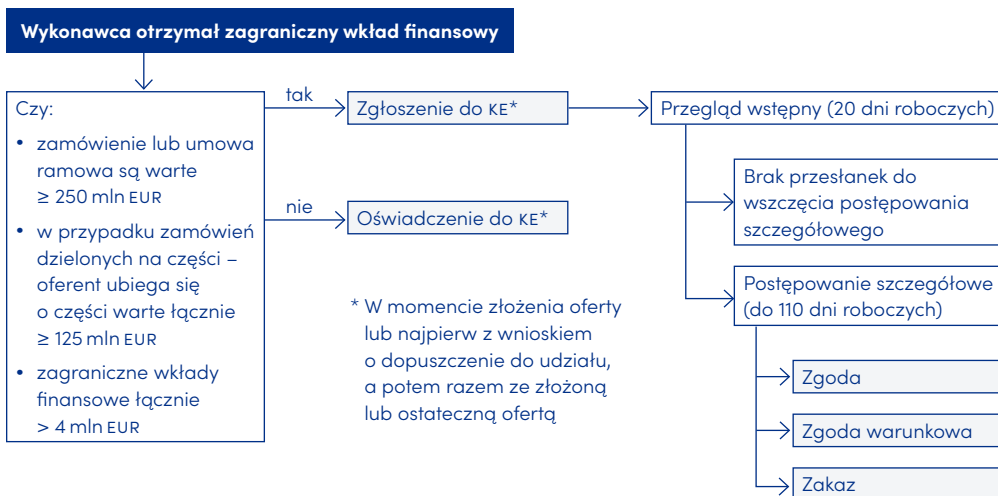 Wykonawca otrzymał zagraniczny wkład finansowy
Czy:
• zamówienie lub umowa
ramowa są warte
≥ 250 mln EUR
• w przypadku zamówień
dzielonych na części –
oferent ubiega się
o części warte łącznie
≥ 125 mln EUR
• zagraniczne wkłady
finansowe łącznie
> 4 mln EUR
tak
Zgłoszenie do KE*
nie
Oświadczenie do KE*
* W momencie złożenia oferty
lub najpierw z wnioskiem
o dopuszczenie do udziału,
a potem razem ze złożoną
lub ostateczną ofertą
Przegląd wstępny (20 dni roboczych)
Brak przesłanek do
wszczęcia postępowania
szczegółowego
Postępowanie szczegółowe
(do 110 dni roboczych)
Zgoda
Zgoda warunkowa
Zakaz